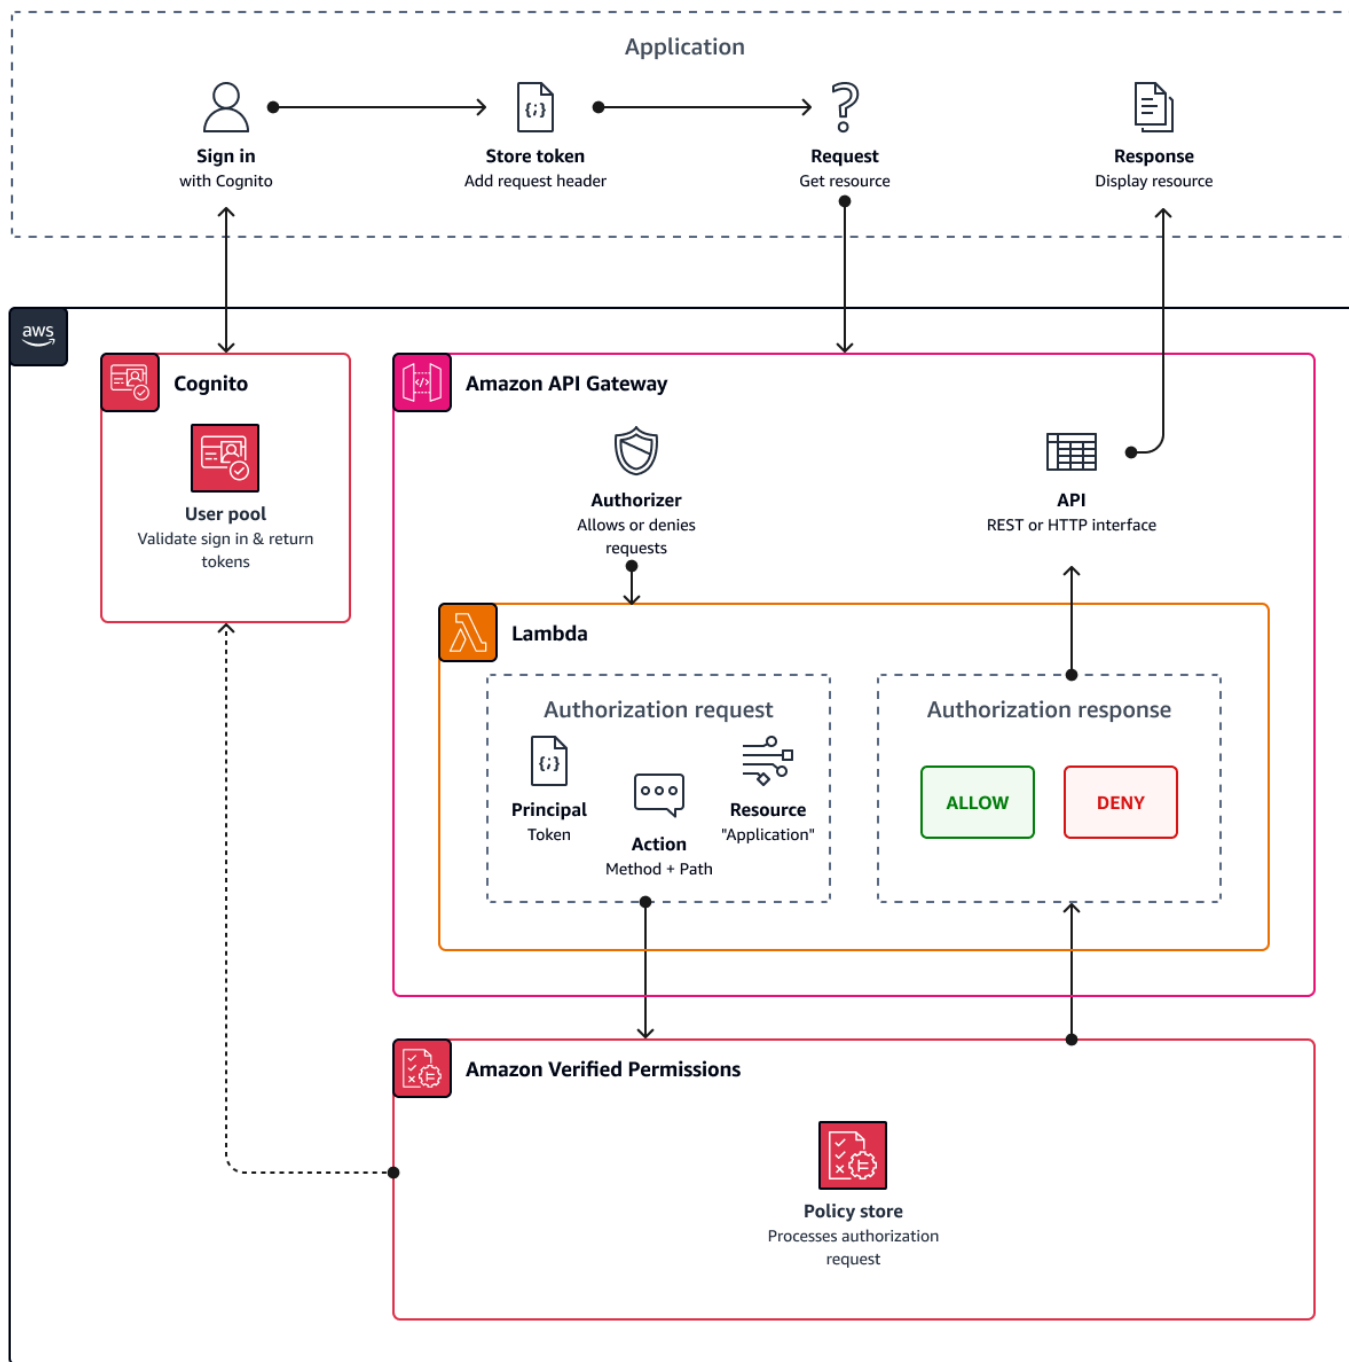 Application
Sign in
with Cognito
{;}
Store token
Add request header
Request
Get resource
Response
Display resource
aws
Cognito
User pool
Validate sign in & return
tokens
Amazon API Gateway
</>
Authorizer
Allows or denies
requests
API
REST or HTTP interface
Lambda
Authorization request
{;}
Principal
Token
Action
Method + Path
Resource
"Application"
Authorization response
ALLOW
DENY
Amazon Verified Permissions
Policy store
Processes authorization
request